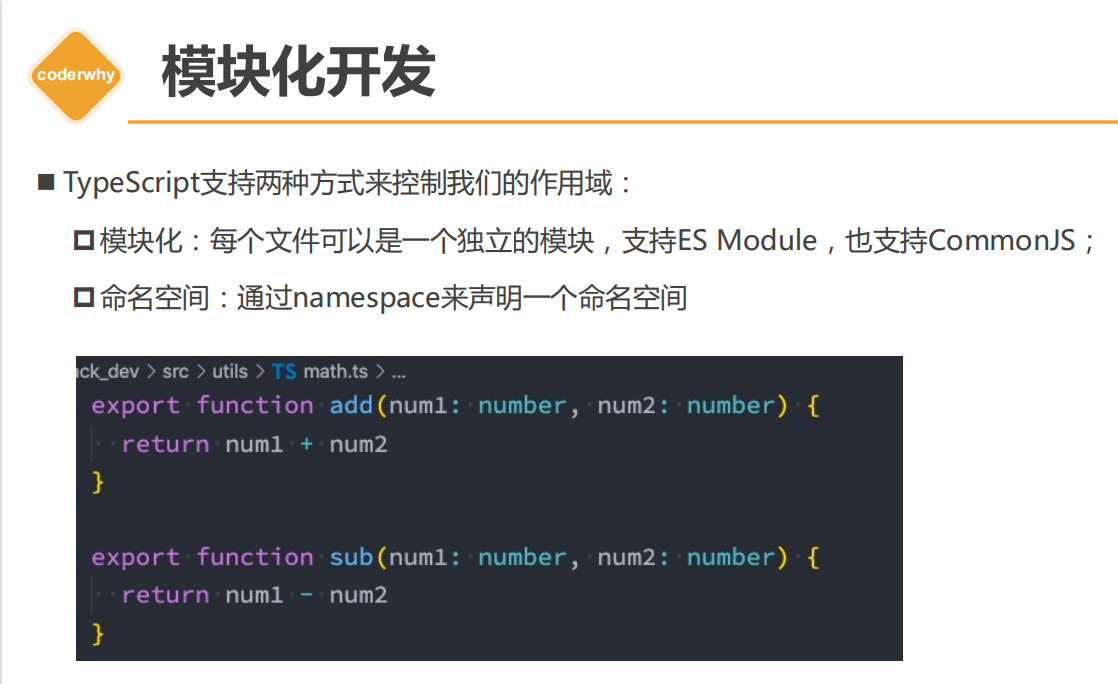 coderwhy
模块化开发
TypeScript支持两种方式来控制我们的作用域：
模块化：每个文件可以是一个独立的模块，支持ES Module，也支持CommonJS；
命名空间：通过namespace来声明一个命名空间
ck_dev > src > utils > TS math.ts > ...
export function add(num1: number, num2: number) {
return num1 + num2
}
export function sub(num1: number, num2: number) {
return num1 - num2
}